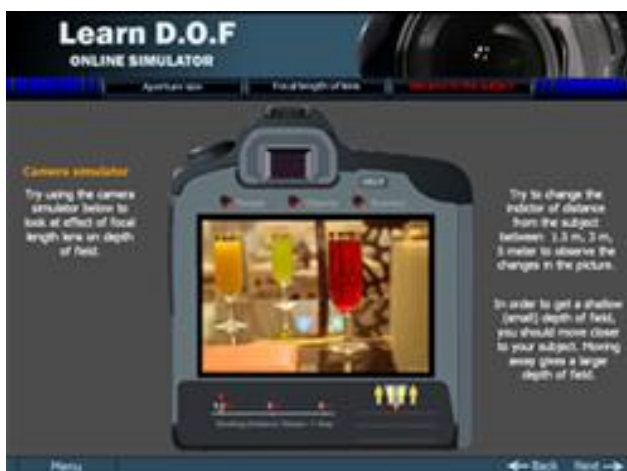 Learn D.O.F
ONLINE SIMULATOR
Aperture size
Focal length of lens
Distance to the subject
Camera simulator
Try using the camera
simulator below to
look at effect of focal
length lens on depth
of field.
HELP
Try to change the
indictor of distance
from the subject
between 1.5 m, 3 m,
5 meter to observe the
changes in the picture.
In order to get a shallow
(small) depth of field,
you should move closer
to your subject. Moving
away gives a larger
depth of field.
Menu
Back
Next